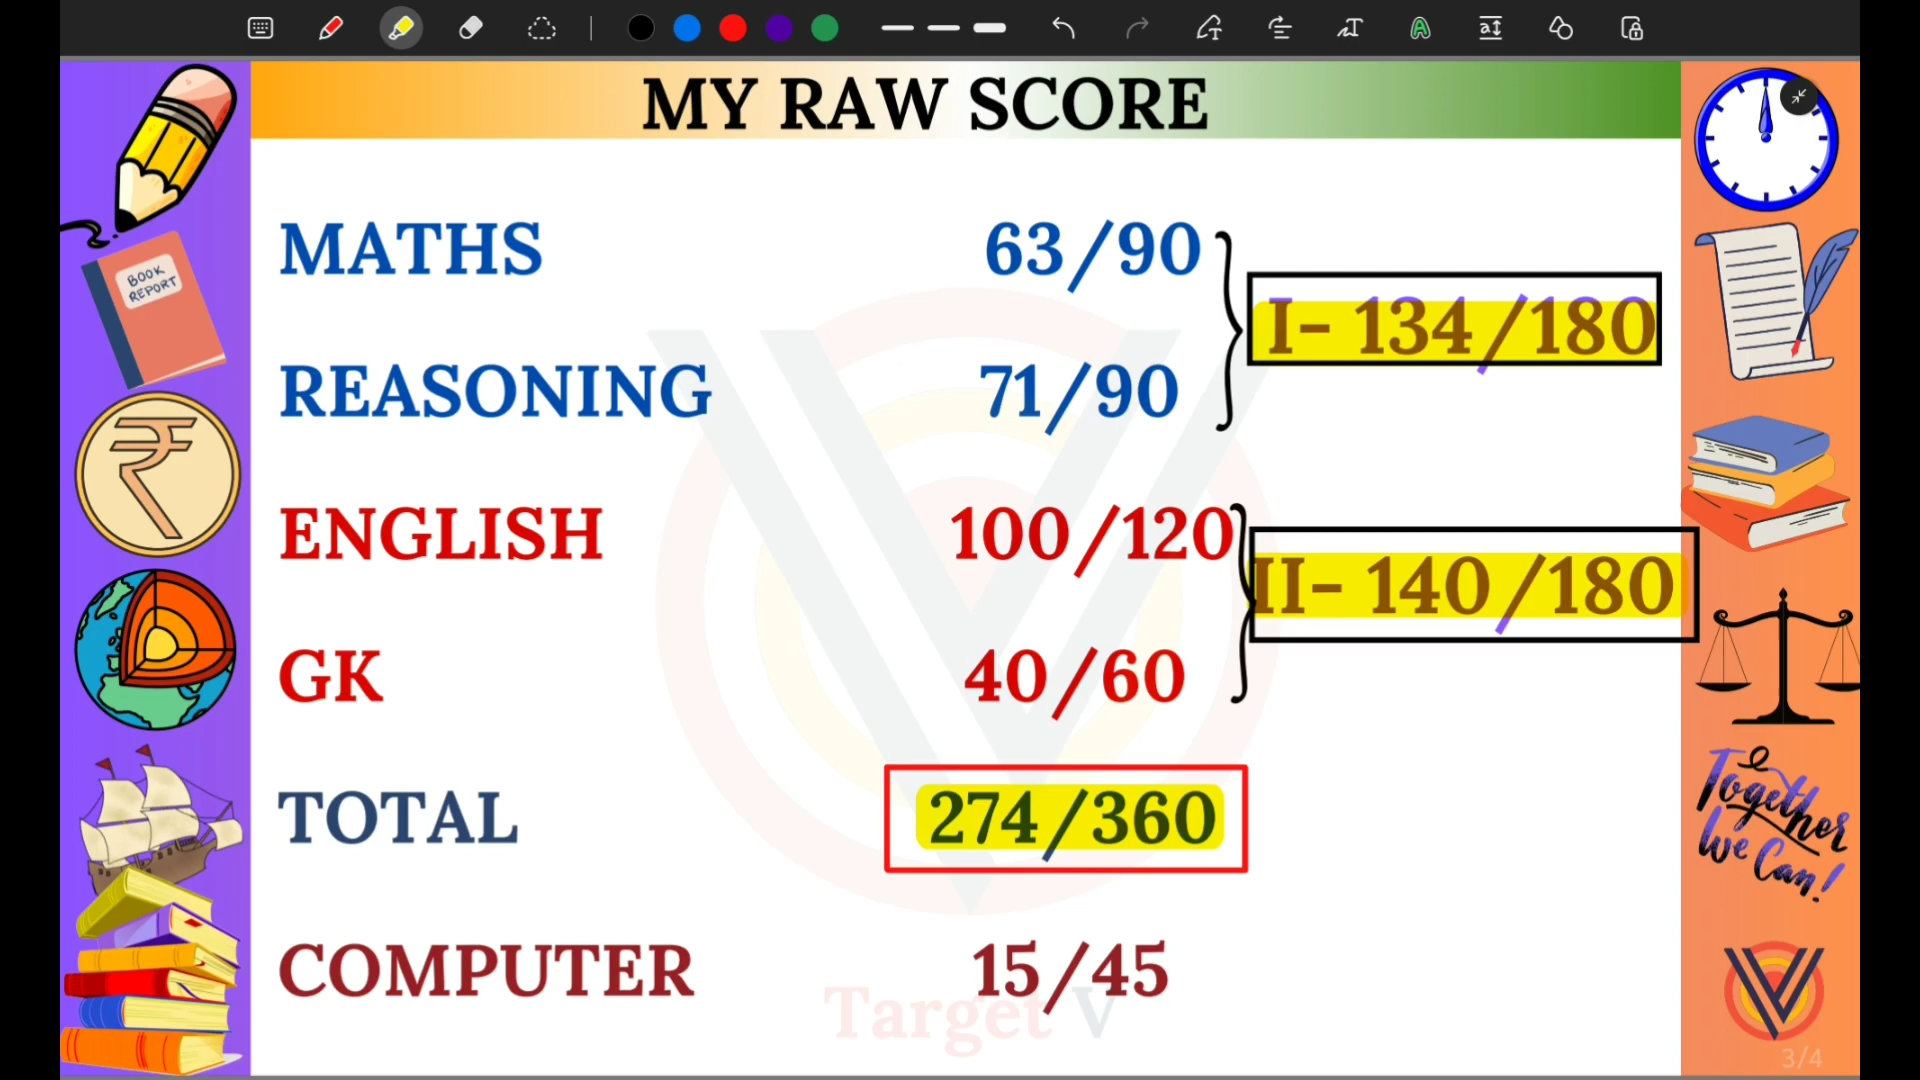 MY RAW SCORE
BOOK REPORT
MATHS 63/90
I- 134/180
REASONING 71/90
ENGLISH 100/120
II- 140/180
GK 40/60
TOTAL 274/360
Together We Can!
COMPUTER 15/45
Target V
3/4